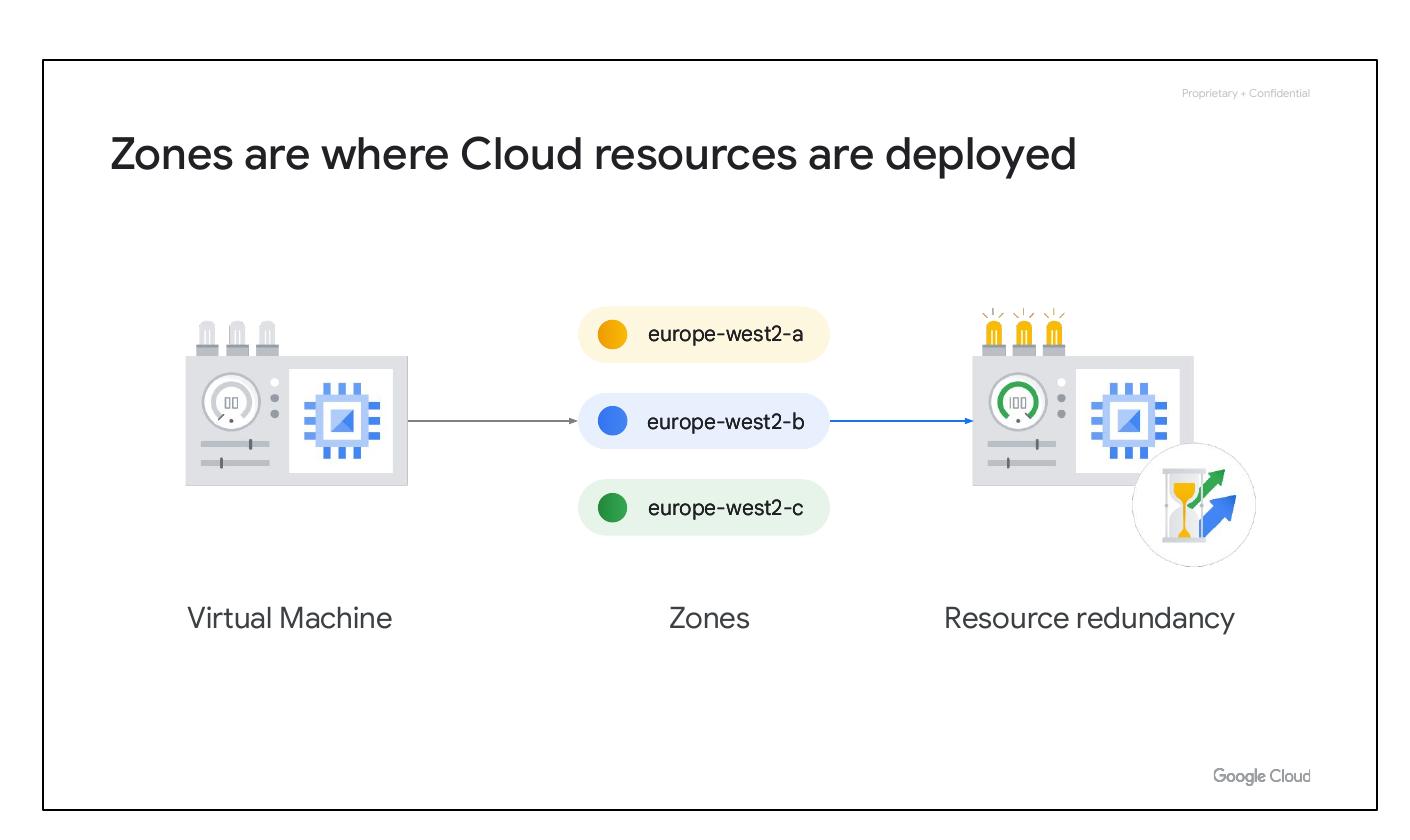 Proprietary + Confidential
Zones are where Cloud resources are deployed
europe-west2-a
europe-west2-b
europe-west2-c
00
100
Virtual Machine
Zones
Resource redundancy
Google Cloud